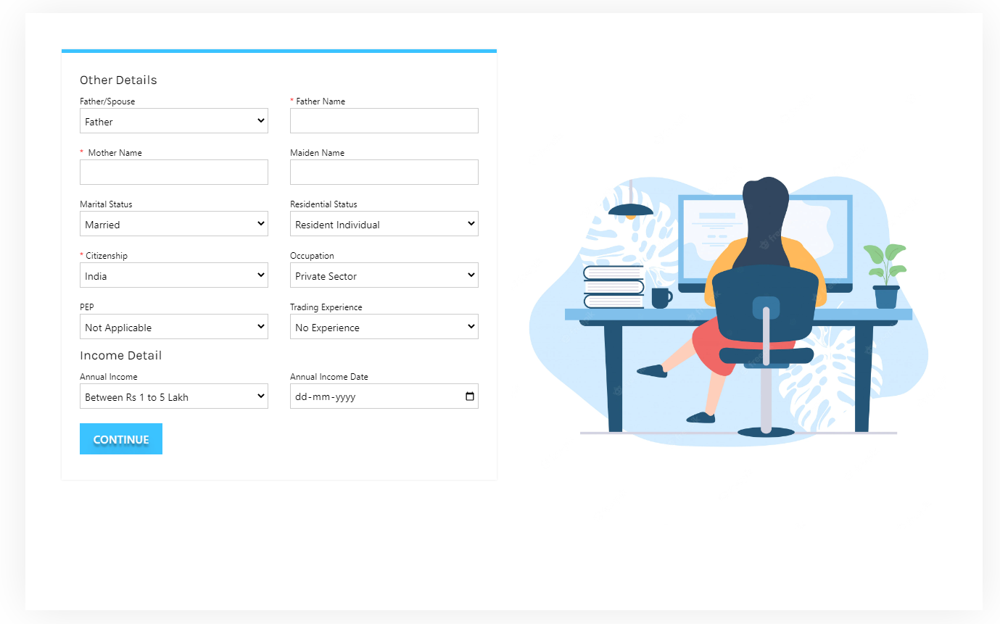 Other Details
Father/Spouse
* Father Name
Father
* Mother Name
Maiden Name
Marital Status
Residential Status
Married
Resident Individual
* Citizenship
Occupation
India
Private Sector
PEP
Trading Experience
Not Applicable
No Experience
Income Detail
Annual Income
Annual Income Date
Between Rs 1 to 5 Lakh
dd-mm-yyyy
CONTINUE